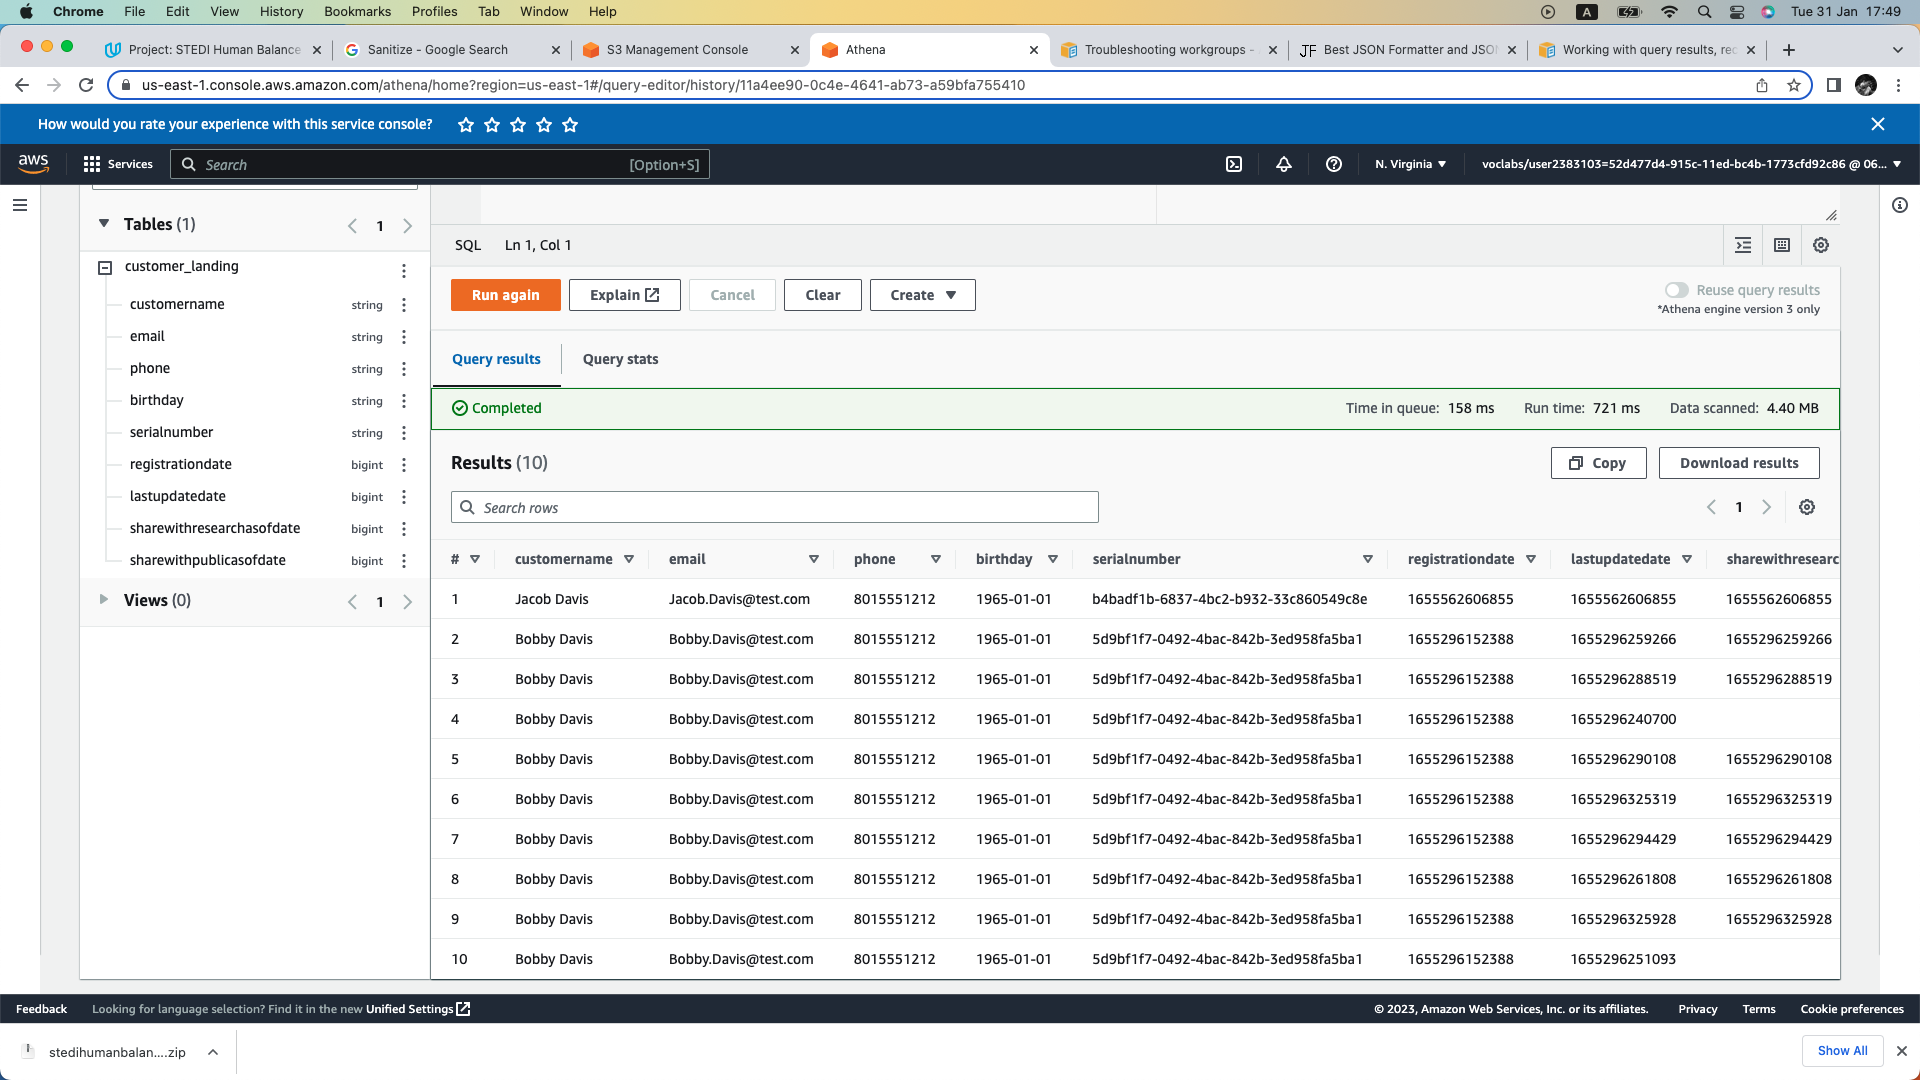 Chrome File Edit View History Bookmarks Profiles Tab Window Help A Tue 31 Jan 17:49
Project: STEDI Human Balance Sanitize - Google Search S3 Management Console Athena Troubleshooting workgroups - JF Best JSON Formatter and JSO Working with query results, re
us-east-1.console.aws.amazon.com/athena/home?region=us-east-1#/query-editor/history/11a4ee90-0c4e-4641-ab73-a59bfa755410
How would you rate your experience with this service console?
aws Services Search [Option+S] N. Virginia voclabs/user2383103=52d477d4-915c-11ed-bc4b-1773cfd92c86 @ 06...
Tables (1) 1
customer_landing
customername string
email string
phone string
birthday string
serialnumber string
registrationdate bigint
lastupdatedate bigint
sharewithresearchasofdate bigint
sharewithpublicasofdate bigint
Views (0) 1
SQL Ln 1, Col 1
Run again Explain Cancel Clear Create Reuse query results
*Athena engine version 3 only
Query results Query stats
Completed Time in queue: 158 ms Run time: 721 ms Data scanned: 4.40 MB
Results (10) Copy Download results
Search rows 1
# customername email phone birthday serialnumber registrationdate lastupdatedate sharewithresearc
1 Jacob Davis Jacob.Davis@test.com 8015551212 1965-01-01 b4badf1b-6837-4bc2-b932-33c860549c8e 1655562606855 1655562606855 1655562606855
2 Bobby Davis Bobby.Davis@test.com 8015551212 1965-01-01 5d9bf1f7-0492-4bac-842b-3ed958fa5ba1 1655296152388 1655296259266 1655296259266
3 Bobby Davis Bobby.Davis@test.com 8015551212 1965-01-01 5d9bf1f7-0492-4bac-842b-3ed958fa5ba1 1655296152388 1655296288519 1655296288519
4 Bobby Davis Bobby.Davis@test.com 8015551212 1965-01-01 5d9bf1f7-0492-4bac-842b-3ed958fa5ba1 1655296152388 1655296240700
5 Bobby Davis Bobby.Davis@test.com 8015551212 1965-01-01 5d9bf1f7-0492-4bac-842b-3ed958fa5ba1 1655296152388 1655296290108 1655296290108
6 Bobby Davis Bobby.Davis@test.com 8015551212 1965-01-01 5d9bf1f7-0492-4bac-842b-3ed958fa5ba1 1655296152388 1655296325319 1655296325319
7 Bobby Davis Bobby.Davis@test.com 8015551212 1965-01-01 5d9bf1f7-0492-4bac-842b-3ed958fa5ba1 1655296152388 1655296294429 1655296294429
8 Bobby Davis Bobby.Davis@test.com 8015551212 1965-01-01 5d9bf1f7-0492-4bac-842b-3ed958fa5ba1 1655296152388 1655296261808 1655296261808
9 Bobby Davis Bobby.Davis@test.com 8015551212 1965-01-01 5d9bf1f7-0492-4bac-842b-3ed958fa5ba1 1655296152388 1655296325928 1655296325928
10 Bobby Davis Bobby.Davis@test.com 8015551212 1965-01-01 5d9bf1f7-0492-4bac-842b-3ed958fa5ba1 1655296152388 1655296251093
Feedback Looking for language selection? Find it in the new Unified Settings © 2023, Amazon Web Services, Inc. or its affiliates. Privacy Terms Cookie preferences
stedihumanbalan....zip Show All